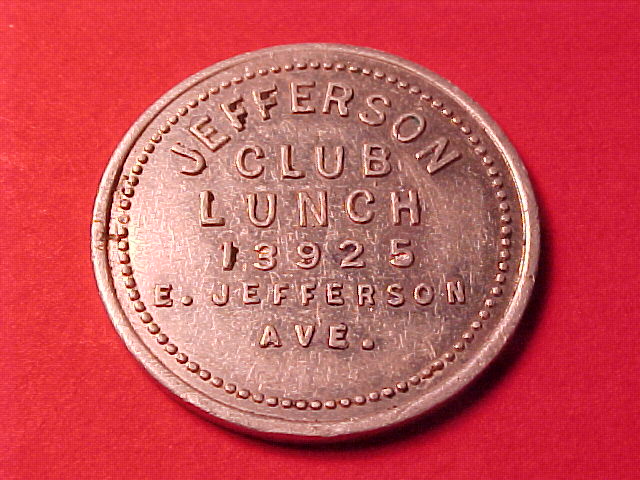 JEFFERSON
CLUB
LUNCH
13925
E. JEFFERSON
AVE.